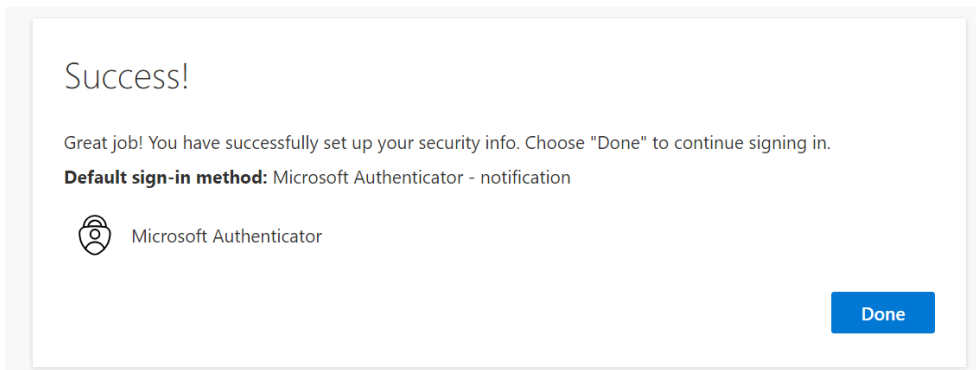 Success!
Great job! You have successfully set up your security info. Choose "Done" to continue signing in.
Default sign-in method: Microsoft Authenticator - notification
Microsoft Authenticator
Done